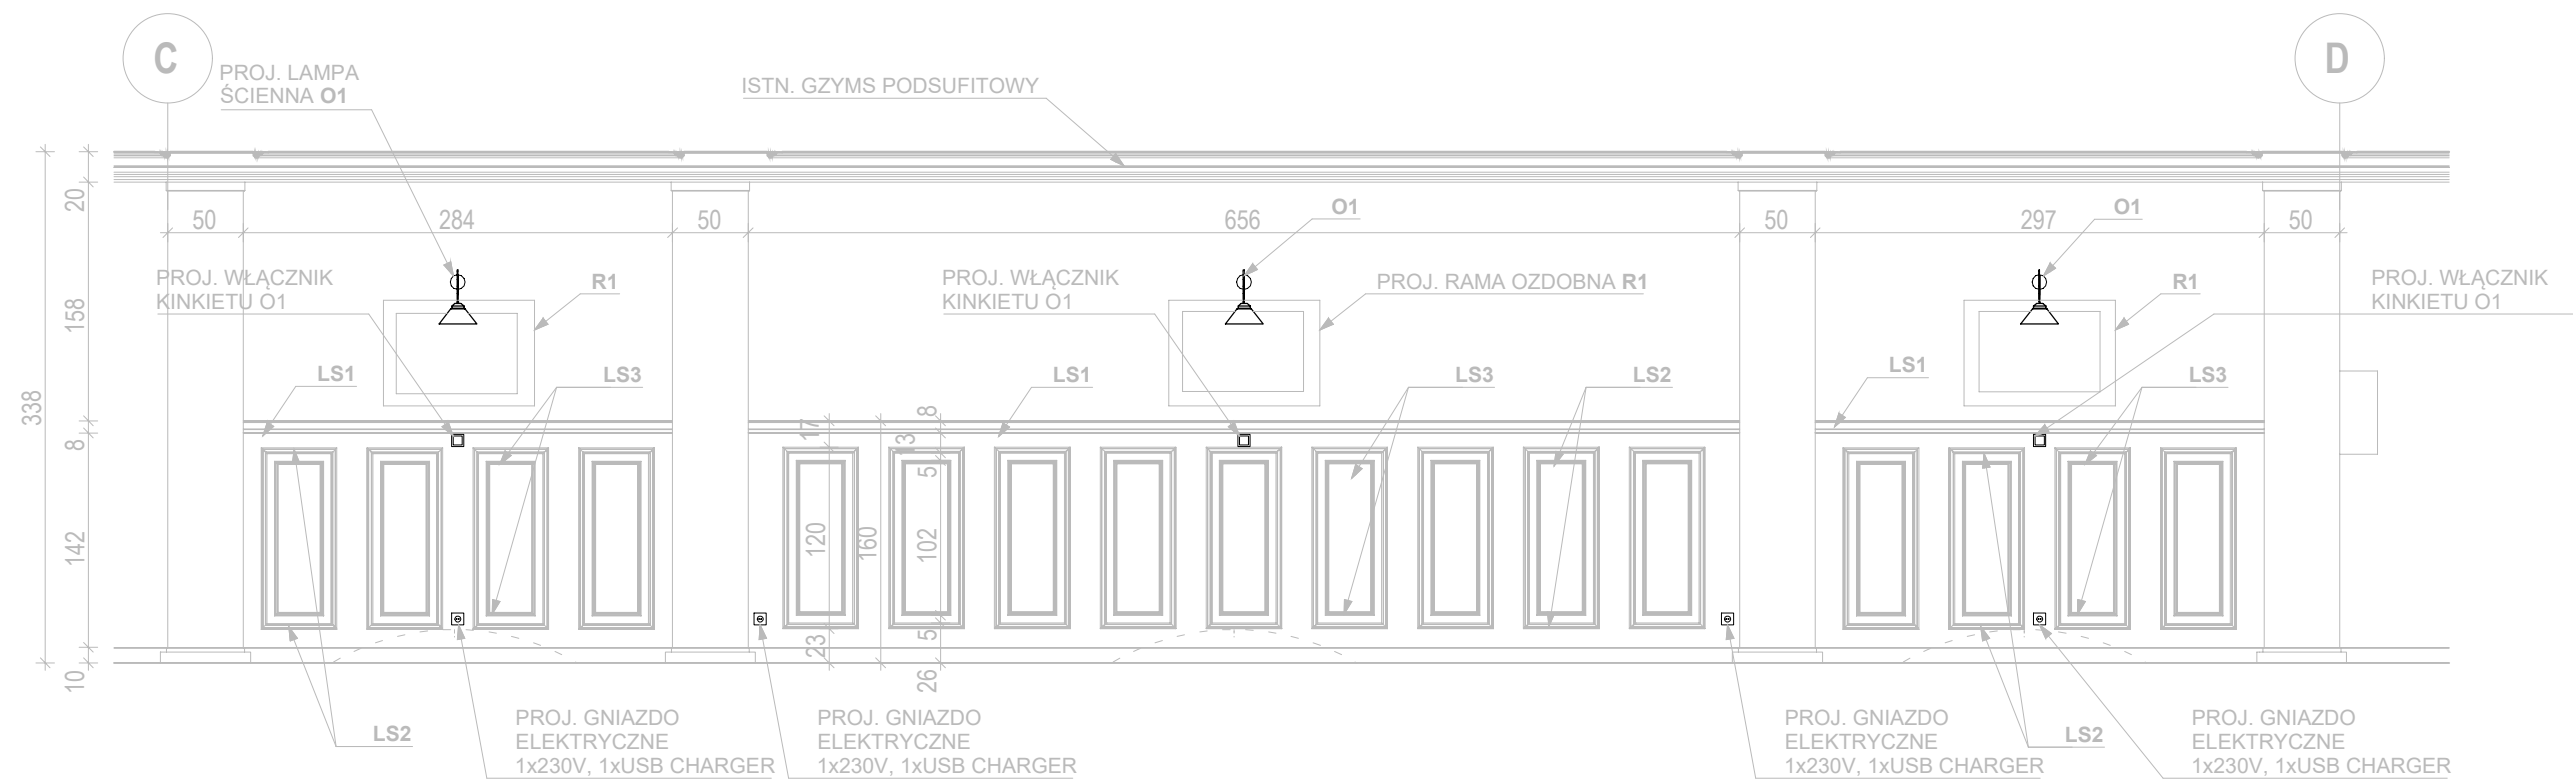 C
D
PROJ. LAMPA
ŚCIENNA O1
ISTN. GZYMS PODSUFITOWY
50
284
50
656
50
297
50
O1
O1
PROJ. WŁĄCZNIK
KINKIETU O1
R1
PROJ. WŁĄCZNIK
KINKIETU O1
PROJ. RAMA OZDOBNA R1
R1
PROJ. WŁĄCZNIK
KINKIETU O1
LS1
LS3
LS1
LS3
LS2
LS1
LS3
338
20
158
8
142
10
17
120
23
160
8
13
5
102
5
26
LS2
PROJ. GNIAZDO
ELEKTRYCZNE
1x230V, 1xUSB CHARGER
PROJ. GNIAZDO
ELEKTRYCZNE
1x230V, 1xUSB CHARGER
PROJ. GNIAZDO
ELEKTRYCZNE
1x230V, 1xUSB CHARGER
LS2
PROJ. GNIAZDO
ELEKTRYCZNE
1x230V, 1xUSB CHARGER